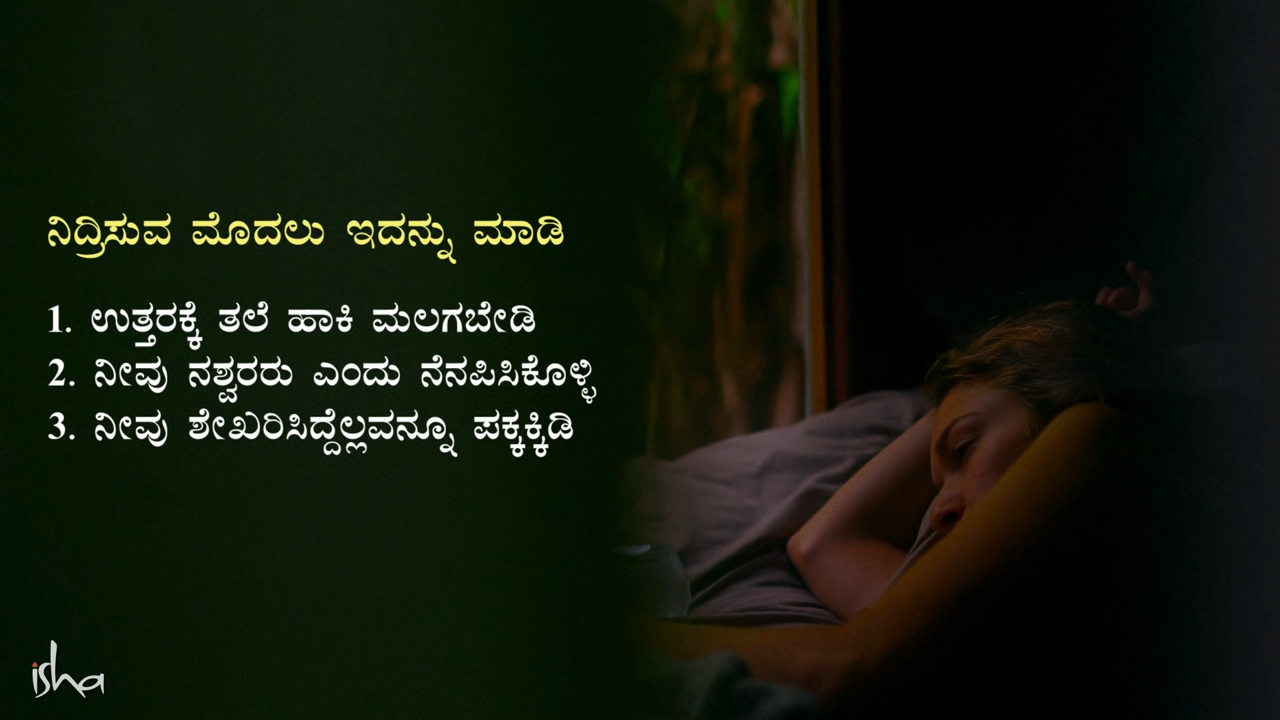 ನಿದ್ರಿಸುವ ಮೊದಲು ಇದನ್ನು ಮಾಡಿ
1. ಉತ್ತರಕ್ಕೆ ತಲೆ ಹಾಕಿ ಮಲಗಬೇಡಿ
2. ನೀವು ನಶ್ವರರು ಎಂದು ನೆನಪಿಸಿಕೊಳ್ಳಿ
3. ನೀವು ಶೇಖರಿಸಿದ್ದೆಲ್ಲವನ್ನೂ ಪಕ್ಕಕ್ಕಿಡಿ
isha